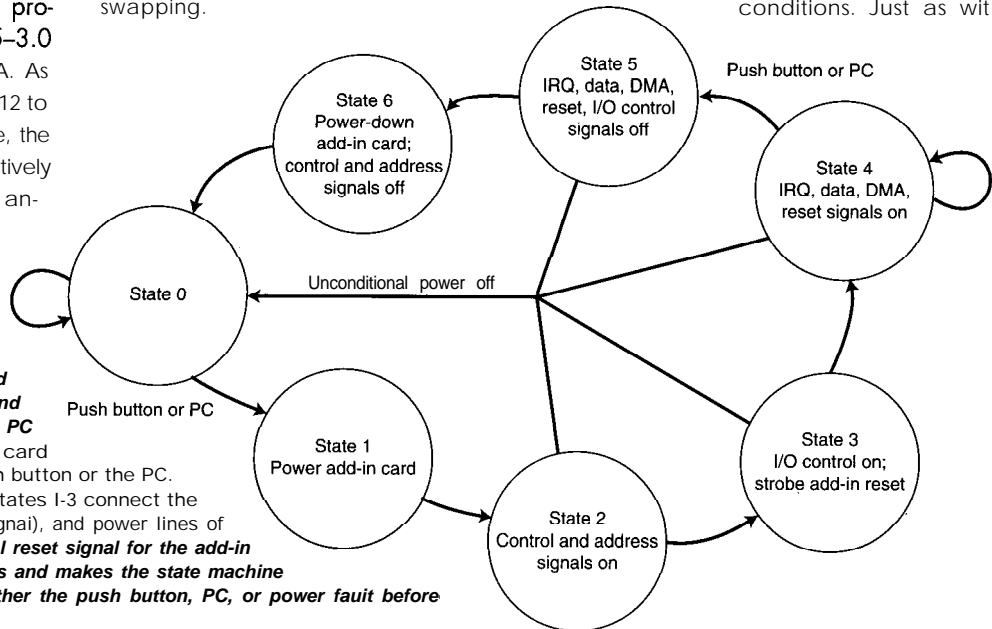 pro-
5–3.0
A. As
12 to
e, the
tively
an-
swapping.
conditions. Just as wit
State 5
IRQ, data, DMA,
reset, I/O control
signals off
Push button or PC
State 6
Power-down
add-in card;
control and address
signals off
State 4
IRQ, data, DMA,
reset signals on
State 0
Unconditional power off
Push button or PC
State 1
Power add-in card
State 2
Control and address
signals on
State 3
I/O control on;
strobe add-in reset
d
nd
PC
card
n button or the PC.
tates I-3 connect the
gnai), and power lines of
l reset signal for the add-in
s and makes the state machine
ther the push button, PC, or power fauit before